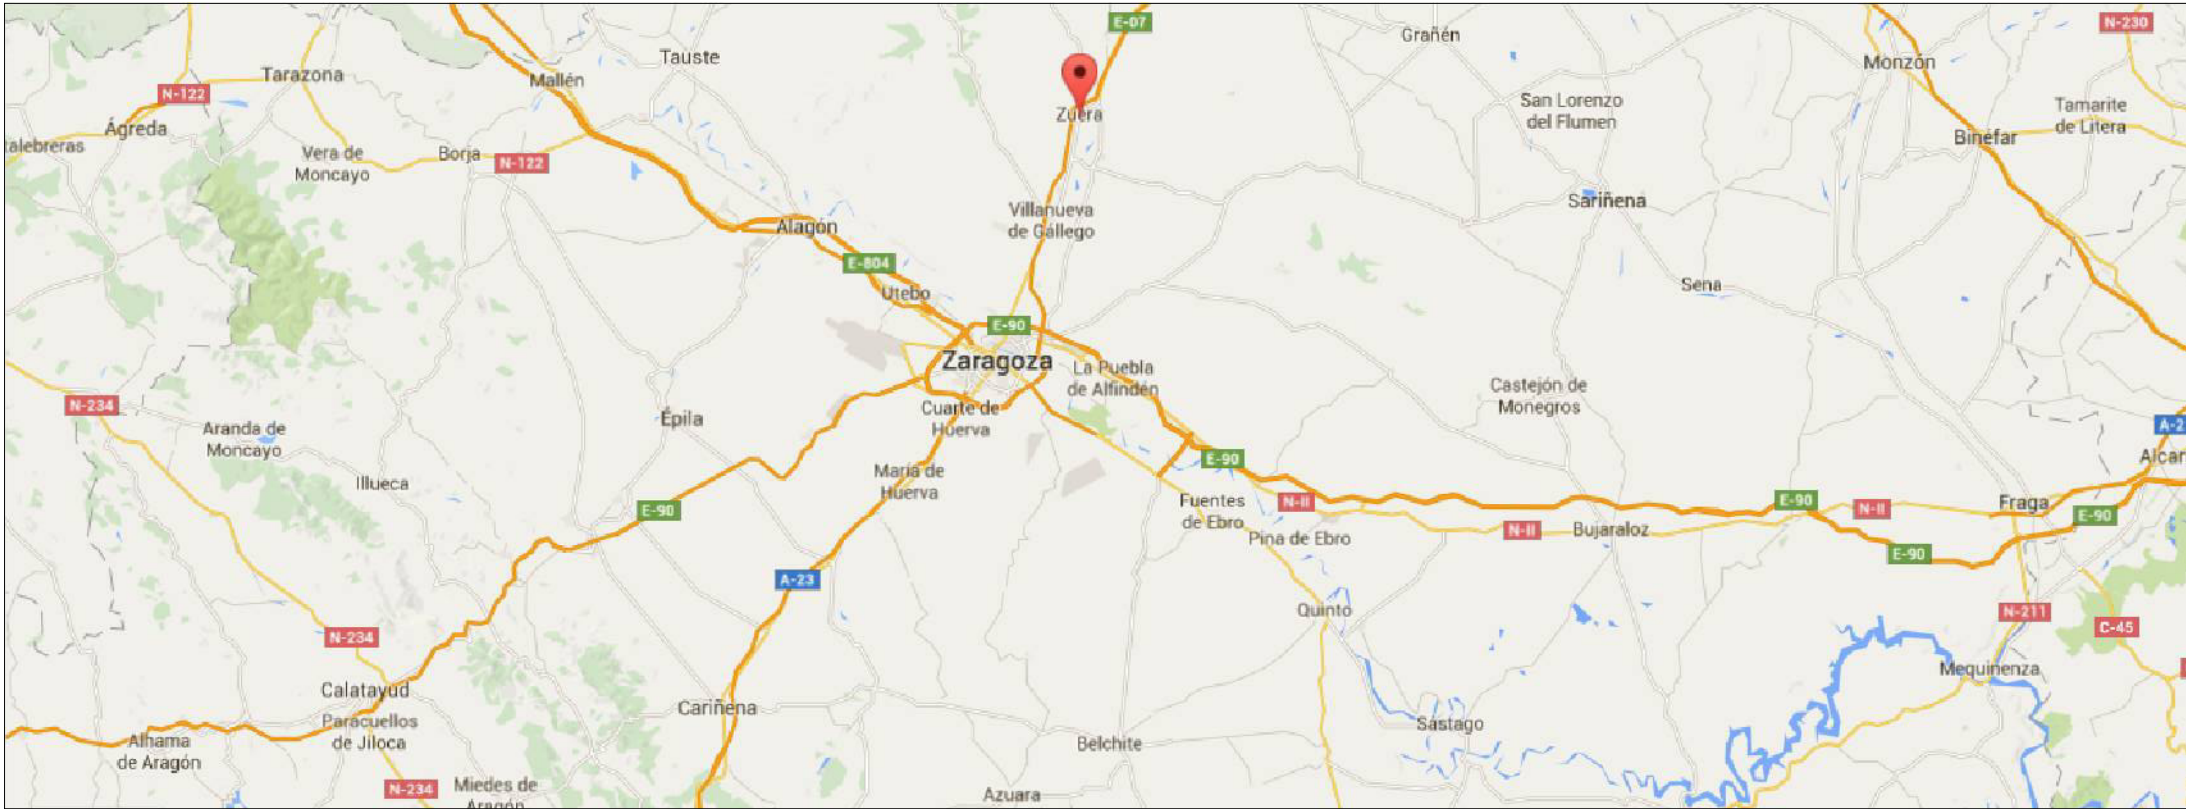 E-07
N-230
Grañén
Tauste
Monzón
Tarazona
Mallén
N-122
San Lorenzo
del Flumen
Tamarite
de Litera
Zuera
Ágreda
Binéfar
alebreras
Vera de
Moncayo
Borja
N-122
Sariñena
Villanueva
de Gállego
Alagón
E-804
Sena
Utebo
E-90
Zaragoza
La Puebla
de Alfindén
Castejón de
Monegros
N-234
Cuarte de
Huerva
Épila
Aranda de
Moncayo
A-2
Alcar
E-90
María de
Huerva
Illueca
E-90
Fuentes
de Ebro
N-II
E-90
N-II
Fraga
E-90
N-II
Bujaraloz
Pina de Ebro
E-90
A-23
Quinto
N-211
C-45
N-234
Mequinenza
Calatayud
Cariñena
Paracuellos
de Jiloca
Sástago
Alhama
de Aragón
Belchite
N-234
Miedes de
Aragón
Azuara